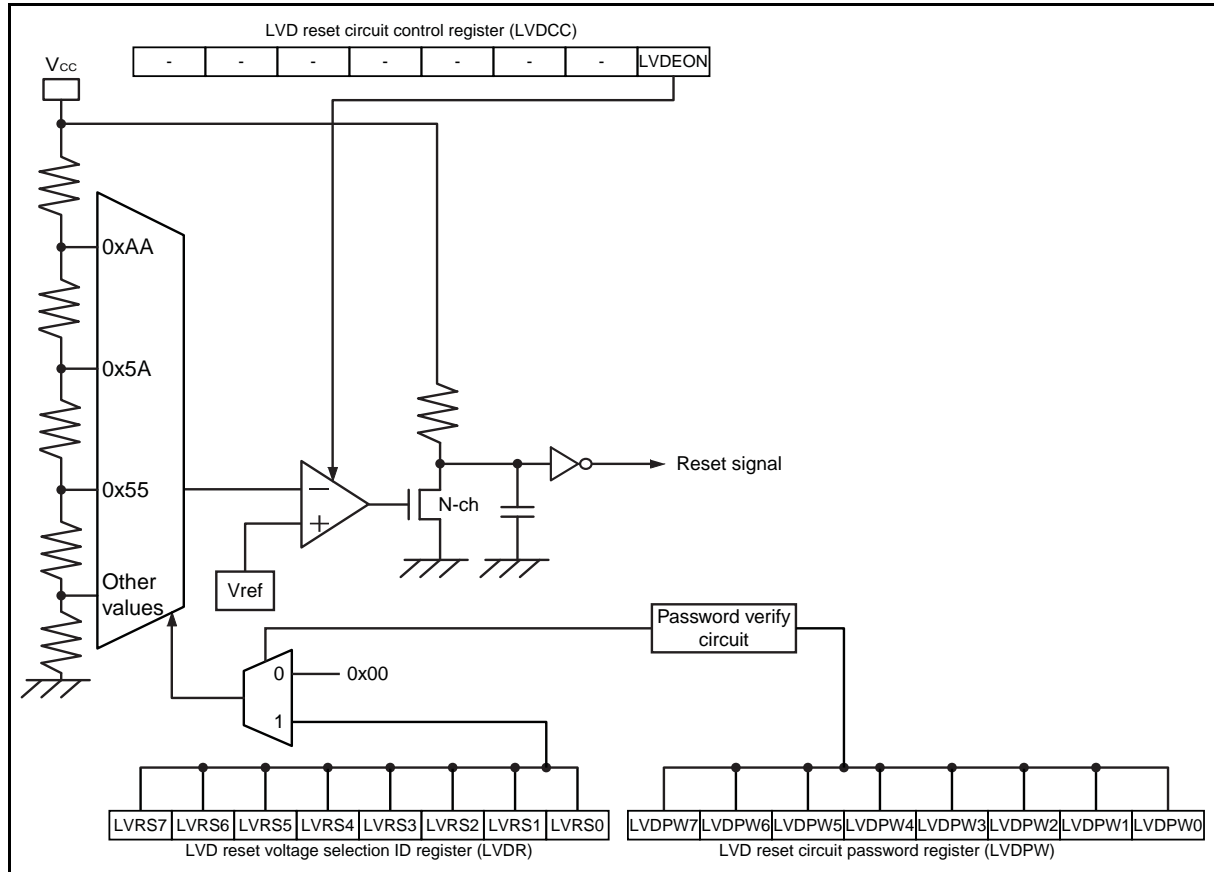 LVD reset circuit control register (LVDCC)
- - - - - - - LVDEON
Vcc
0xAA
0x5A
0x55
Other
values
−
+
Vref
N-ch
Reset signal
Password verify
circuit
0
0x00
1
LVRS7 LVRS6 LVRS5 LVRS4 LVRS3 LVRS2 LVRS1 LVRS0
LVD reset voltage selection ID register (LVDR)
LVDPW7 LVDPW6 LVDPW5 LVDPW4 LVDPW3 LVDPW2 LVDPW1 LVDPW0
LVD reset circuit password register (LVDPW)